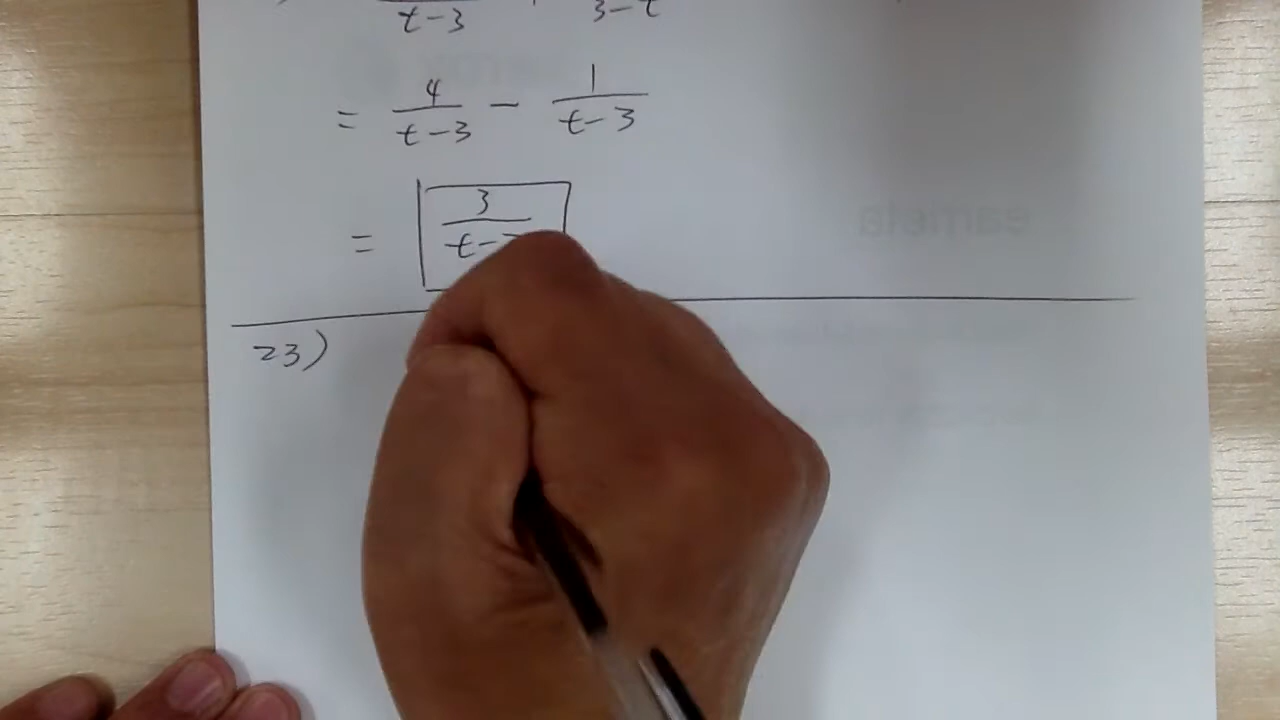 t-3 3-t
= 4/(t-3) - 1/(t-3)
= 3/(t-
23)